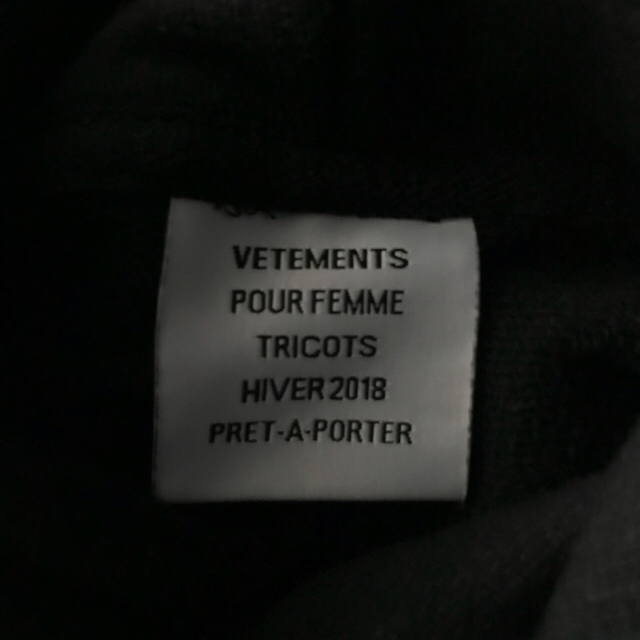 VETEMENTS
POUR FEMME
TRICOTS
HIVER 2018
PRET-A-PORTER